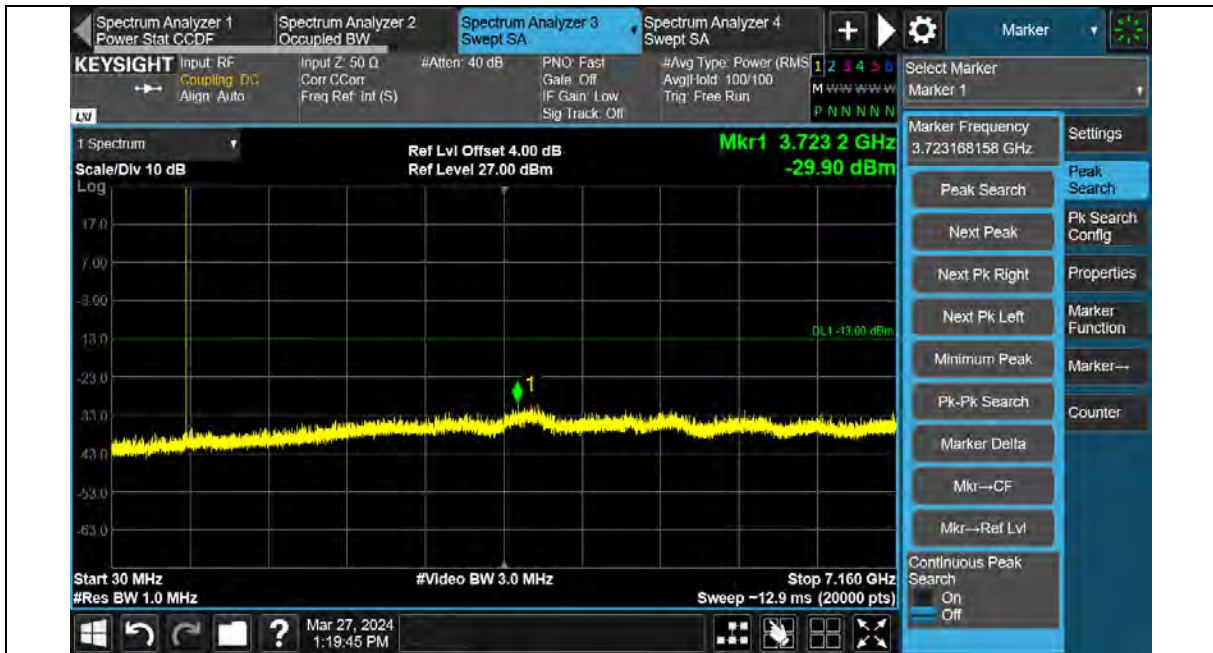 Spectrum Analyzer 1
Power Stat CCDF
Spectrum Analyzer 2
Occupied BW
Spectrum Analyzer 3
Swept SA
Spectrum Analyzer 4
Swept SA
+
Marker
KEYSIGHT
LXI
Input: RF
Coupling: DC
Align: Auto
Input Z: 50 Ω
Corr CCorr
Freq Ref: Int (S)
#Atten: 40 dB
PNO: Fast
Gate: Off
IF Gain: Low
Sig Track: Off
#Avg Type: Power (RMS
Avg|Hold: 100/100
Trig: Free Run
1 2 3 4 5 6
M W W W W W
P N N N N N
Select Marker
Marker 1
1 Spectrum
Scale/Div 10 dB
Ref Lvl Offset 4.00 dB
Ref Level 27.00 dBm
Mkr1 3.723 2 GHz
-29.90 dBm
Log
17.0
7.00
-3.00
-13.0
-23.0
-33.0
-43.0
-53.0
-63.0
DL1 -13.00 dBm
1
Start 30 MHz
#Res BW 1.0 MHz
#Video BW 3.0 MHz
Stop 7.160 GHz
Sweep ~12.9 ms (20000 pts)
Marker Frequency
3.723168158 GHz
Peak Search
Next Peak
Next Pk Right
Next Pk Left
Minimum Peak
Pk-Pk Search
Marker Delta
Mkr→CF
Mkr→Ref Lvl
Continuous Peak
Search
On
Off
Settings
Peak
Search
Pk Search
Config
Properties
Marker
Function
Marker→
Counter
?
Mar 27, 2024
1:19:45 PM